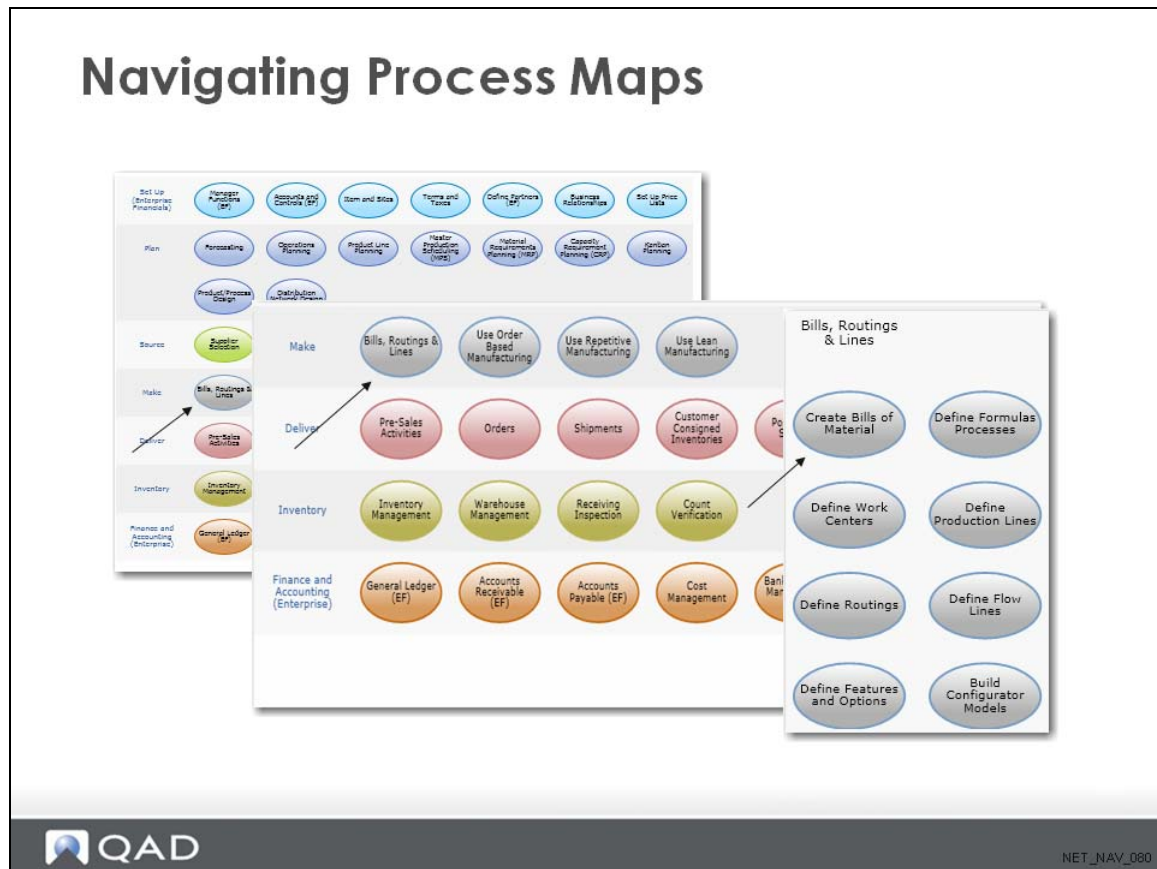 Navigating Process Maps
Set Up
(Enterprise
Financials)
Manager
Functions
(EF)
Accounts and
Controls (EF)
Item and Sites
Terms and
Taxes
Define Partners
(EF)
Business
Relationships
Set Up Price
Lists
Plan
Forecasting
Operations
Planning
Product Line
Planning
Master
Production
Scheduling
(MPS)
Material
Requirements
Planning (MRP)
Capacity
Requirement
Planning (CRP)
Kanban
Planning
Product/Process
Design
Distribution
Network Design
Source
Supplier
Selection
Make
Bills, Routings &
Lines
Deliver
Pre-Sales
Activities
Inventory
Inventory
Management
Finance and
Accounting
(Enterprise)
General Ledger
(EF)
Make
Bills, Routings &
Lines
Use Order
Based
Manufacturing
Use Repetitive
Manufacturing
Use Lean
Manufacturing
Deliver
Pre-Sales
Activities
Orders
Shipments
Customer
Consigned
Inventories
Inventory
Inventory
Management
Warehouse
Management
Receiving
Inspection
Count
Verification
Finance and
Accounting
(Enterprise)
General Ledger
(EF)
Accounts
Receivable
(EF)
Accounts
Payable (EF)
Cost
Management
Bills, Routings
& Lines
Create Bills of
Material
Define Formulas
Processes
Define Work
Centers
Define
Production Lines
Define Routings
Define Flow
Lines
Define Features
and Options
Build
Configurator
Models
QAD
NET_NAV_080